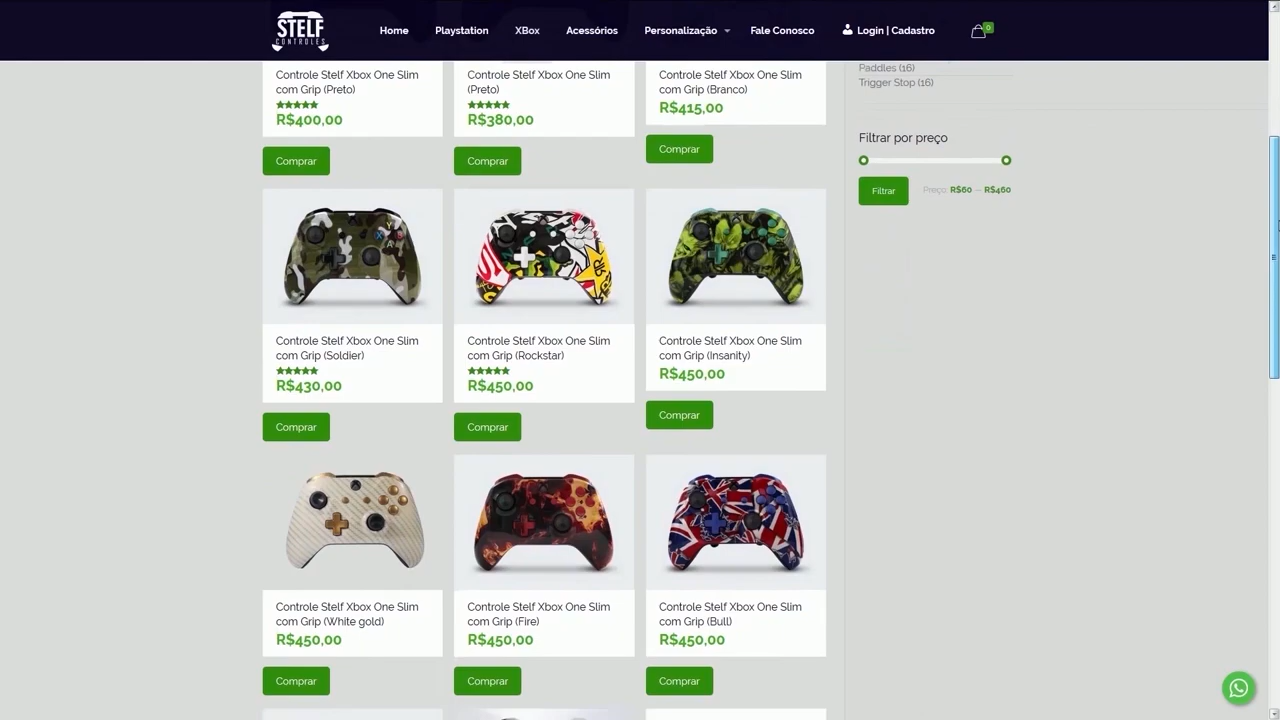 STELF
CONTROLES
Home
Playstation
XBox
Acessórios
Personalização
Fale Conosco
Login | Cadastro
0
Controle Stelf Xbox One Slim
com Grip (Preto)
R$400,00
Comprar
Controle Stelf Xbox One Slim
(Preto)
R$380,00
Comprar
Controle Stelf Xbox One Slim
com Grip (Branco)
R$415,00
Comprar
Paddles (16)
Trigger Stop (16)
Filtrar por preço
Filtrar
Preço: R$60 — R$460
Controle Stelf Xbox One Slim
com Grip (Soldier)
R$430,00
Comprar
Controle Stelf Xbox One Slim
com Grip (Rockstar)
R$450,00
Comprar
Controle Stelf Xbox One Slim
com Grip (Insanity)
R$450,00
Comprar
Controle Stelf Xbox One Slim
com Grip (White gold)
R$450,00
Comprar
Controle Stelf Xbox One Slim
com Grip (Fire)
R$450,00
Comprar
Controle Stelf Xbox One Slim
com Grip (Bull)
R$450,00
Comprar